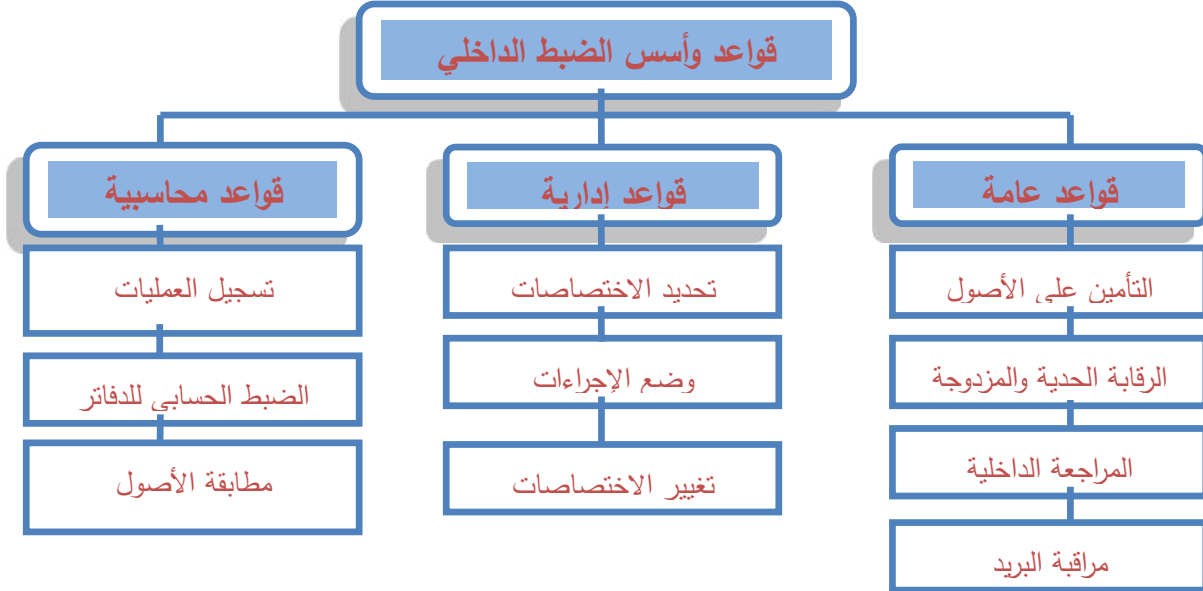 قواعد وأسس الضبط الداخلي
قواعد عامة
التأمين على الأصول
الرقابة الحدية والمزدوجة
المراجعة الداخلية
مراقبة البريد
قواعد إدارية
تحديد الاختصاصات
وضع الإجراءات
تغيير الاختصاصات
قواعد محاسبية
تسجيل العمليات
الضبط الحسابي للدفاتر
مطابقة الأصول